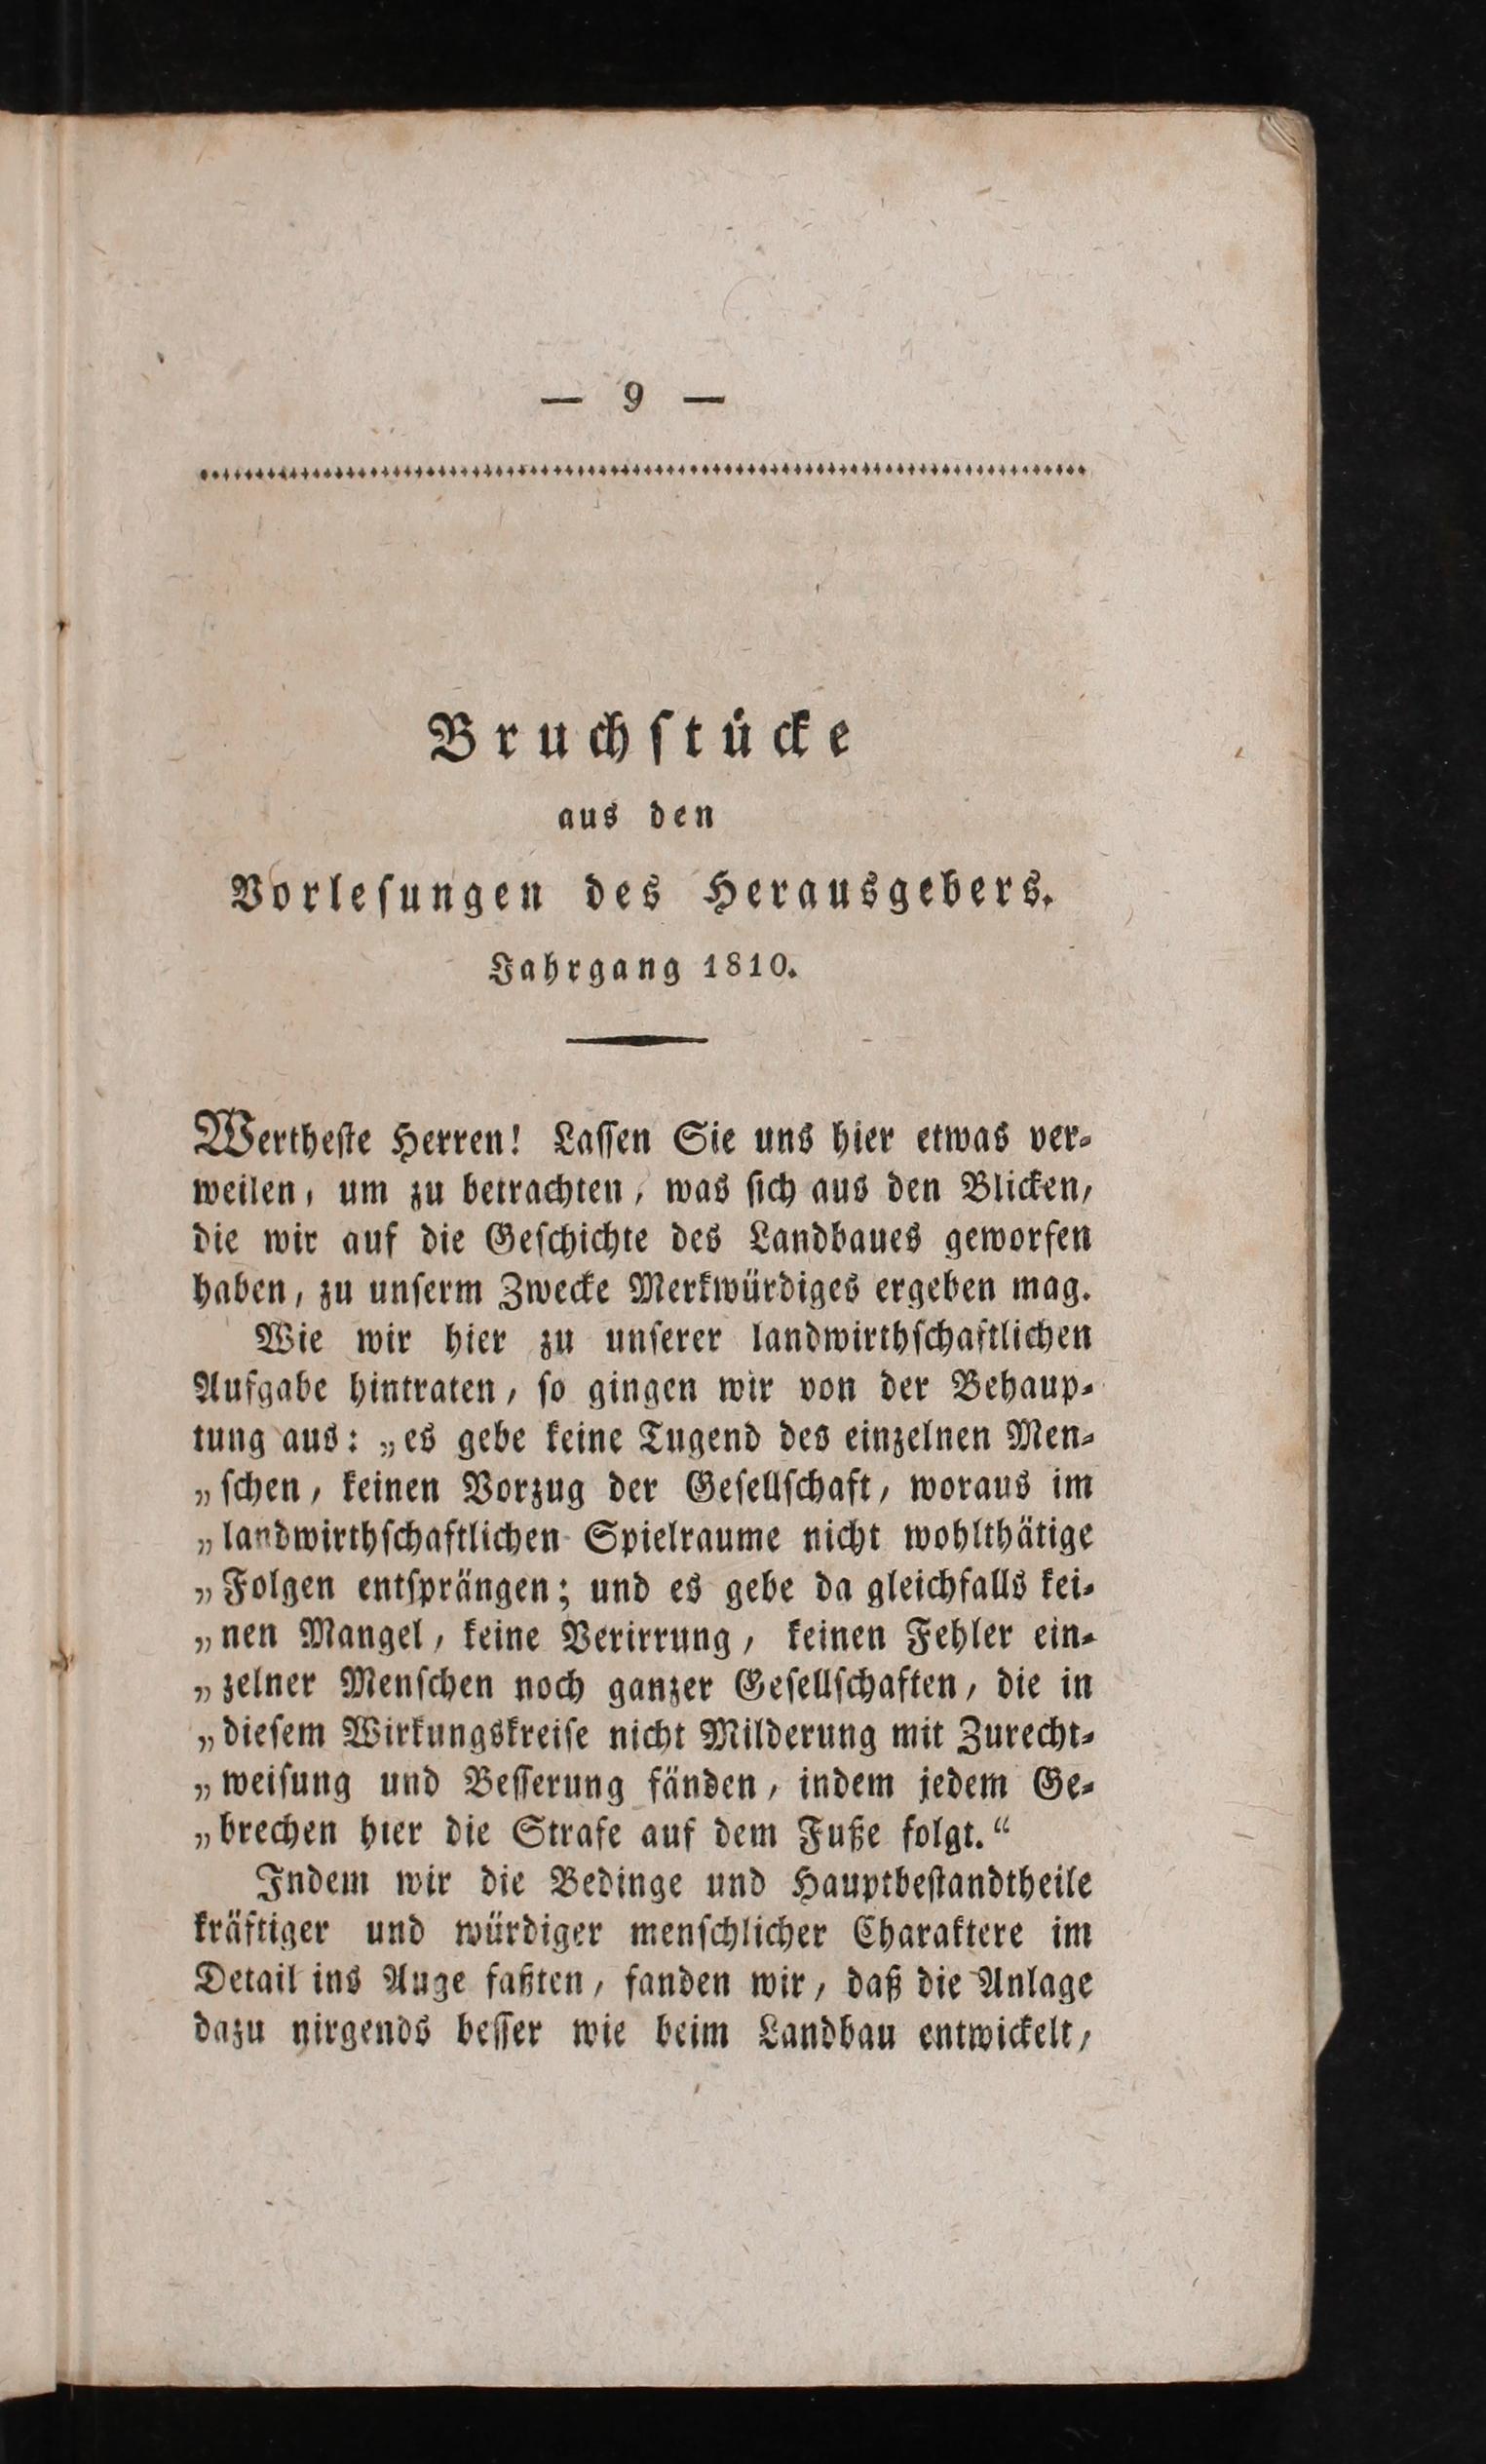 — 9 —
Bruchstücke
aus den
Vorlesungen des Herausgebers.
Jahrgang 1810.
Wertheste Herren! Lassen Sie uns hier etwas ver-
weilen, um zu betrachten, was sich aus den Blicken,
die wir auf die Geschichte des Landbaues geworfen
haben, zu unserm Zwecke Merkwürdiges ergeben mag.
Wie wir hier zu unserer landwirthschaftlichen
Aufgabe hintraten, so gingen wir von der Behaup-
tung aus: „es gebe keine Tugend des einzelnen Men-
„schen, keinen Vorzug der Gesellschaft, woraus im
„landwirthschaftlichen Spielraume nicht wohlthätige
„Folgen entsprängen; und es gebe da gleichfalls kei-
„nen Mangel, keine Verirrung, keinen Fehler ein-
„zelner Menschen noch ganzer Gesellschaften, die in
„diesem Wirkungskreise nicht Milderung mit Zurecht-
„weisung und Besserung fänden, indem jedem Ge-
„brechen hier die Strafe auf dem Fuße folgt.“
Indem wir die Bedinge und Hauptbestandtheile
kräftiger und würdiger menschlicher Charaktere im
Detail ins Auge faßten, fanden wir, daß die Anlage
dazu nirgends besser wie beim Landbau entwickelt,